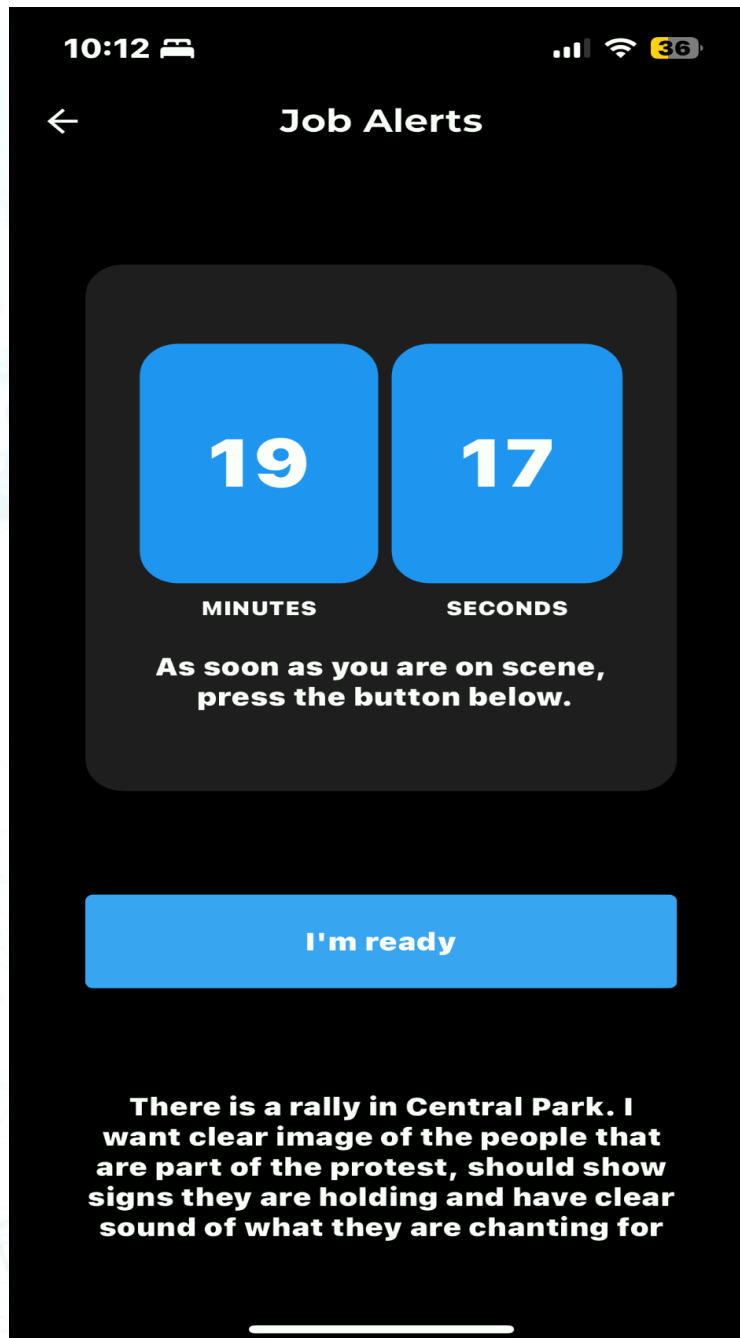 10:12
36
Job Alerts
19
17
MINUTES
SECONDS
As soon as you are on scene,
press the button below.
I'm ready
There is a rally in Central Park. I
want clear image of the people that
are part of the protest, should show
signs they are holding and have clear
sound of what they are chanting for